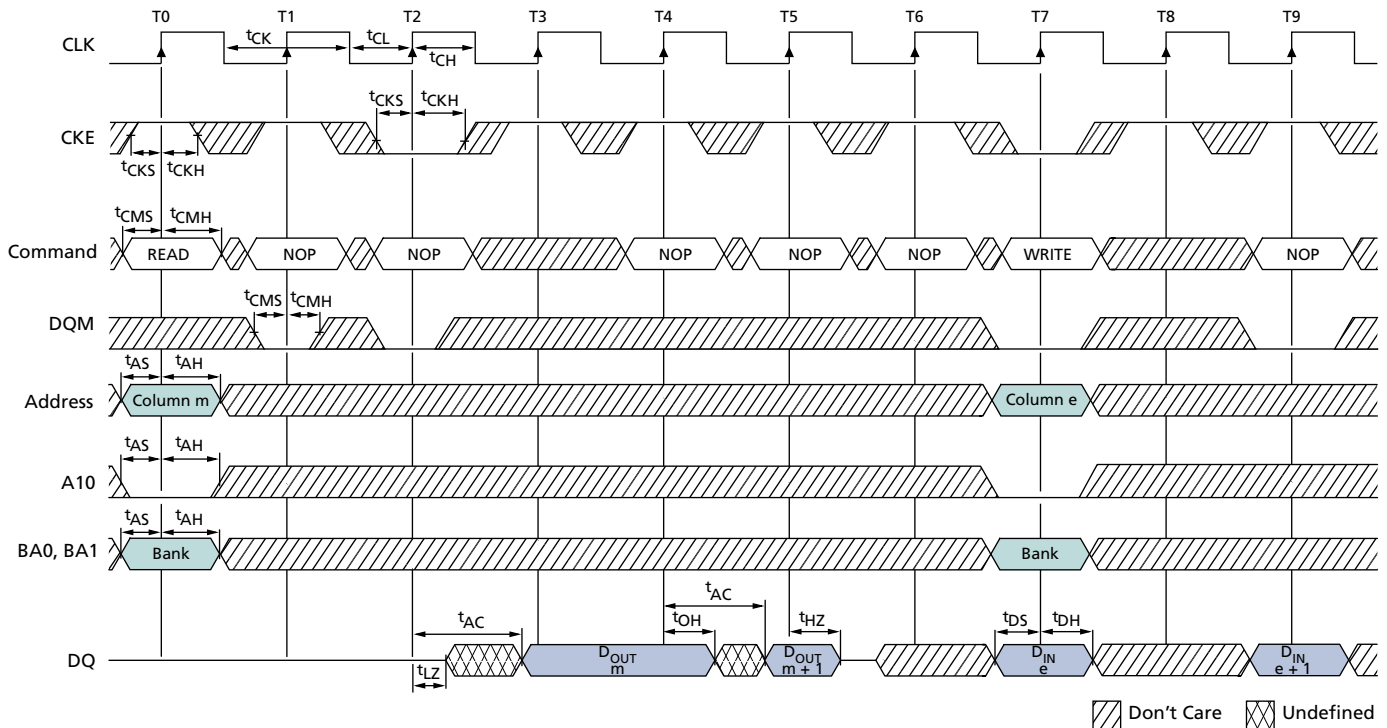 T0 T1 T2 T3 T4 T5 T6 T7 T8 T9
CLK
tCK tCL
tCH
tCKS tCKH
CKE
tCKS tCKH
tCMS tCMH
Command READ NOP NOP NOP NOP NOP WRITE NOP
tCMS tCMH
DQM
tAS tAH
Address Column m Column e
tAS tAH
A10
tAS tAH
BA0, BA1 Bank Bank
tAC tAC
tOH tHZ tDS tDH
DQ DOUT m DOUT m + 1 DIN e DIN e + 1
tLZ
Don't Care Undefined